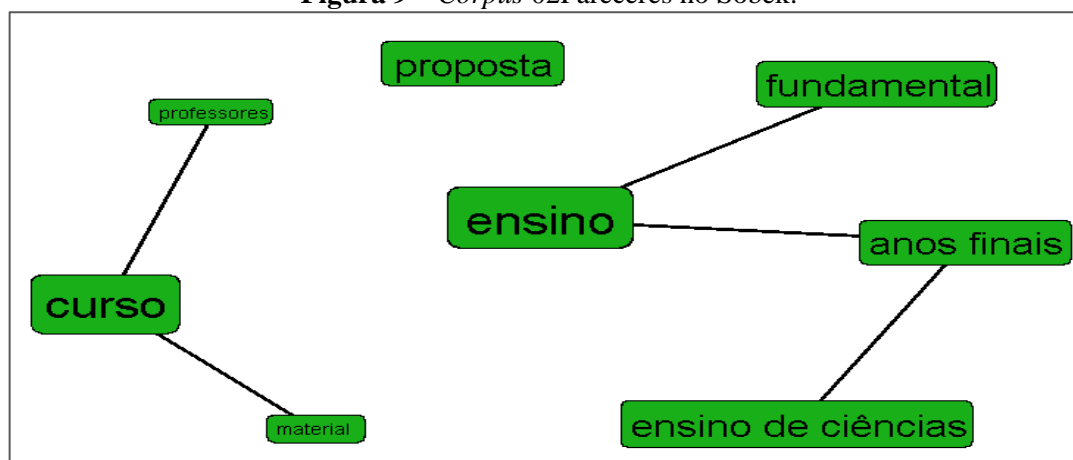 Figura 9 – Corpus 02Pareceres no Sobek.
proposta
fundamental
professores
ensino
anos finais
curso
material
ensino de ciências